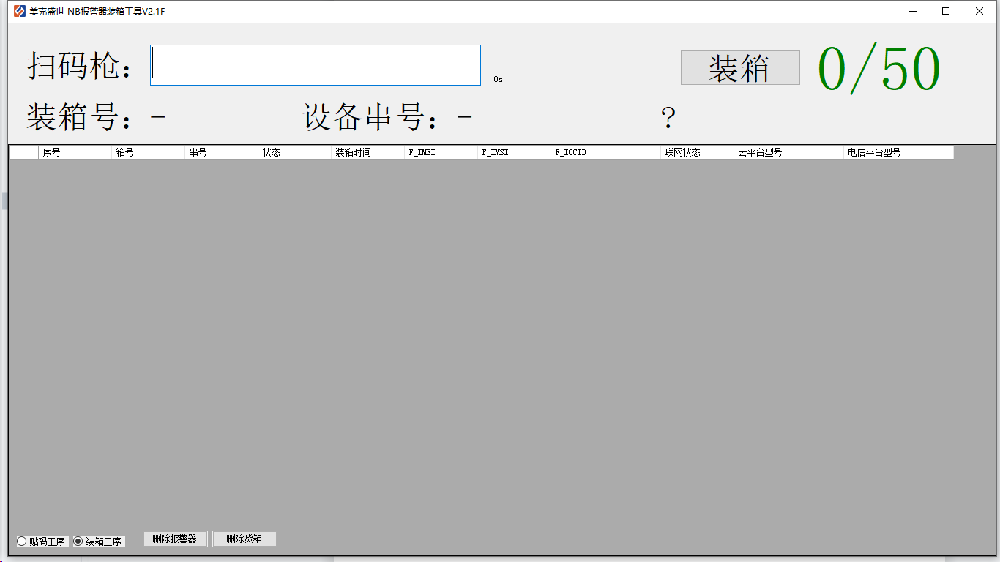 美克盛世 NB报警器装箱工具V2.1F
扫码枪： 0s 装箱 0/50
装箱号：- 设备串号：- ?
序号 箱号 串号 状态 装箱时间 F_IMEI F_IMSI F_ICCID 联网状态 云平台型号 电信平台型号
贴码工序 装箱工序 删除报警器 删除货箱